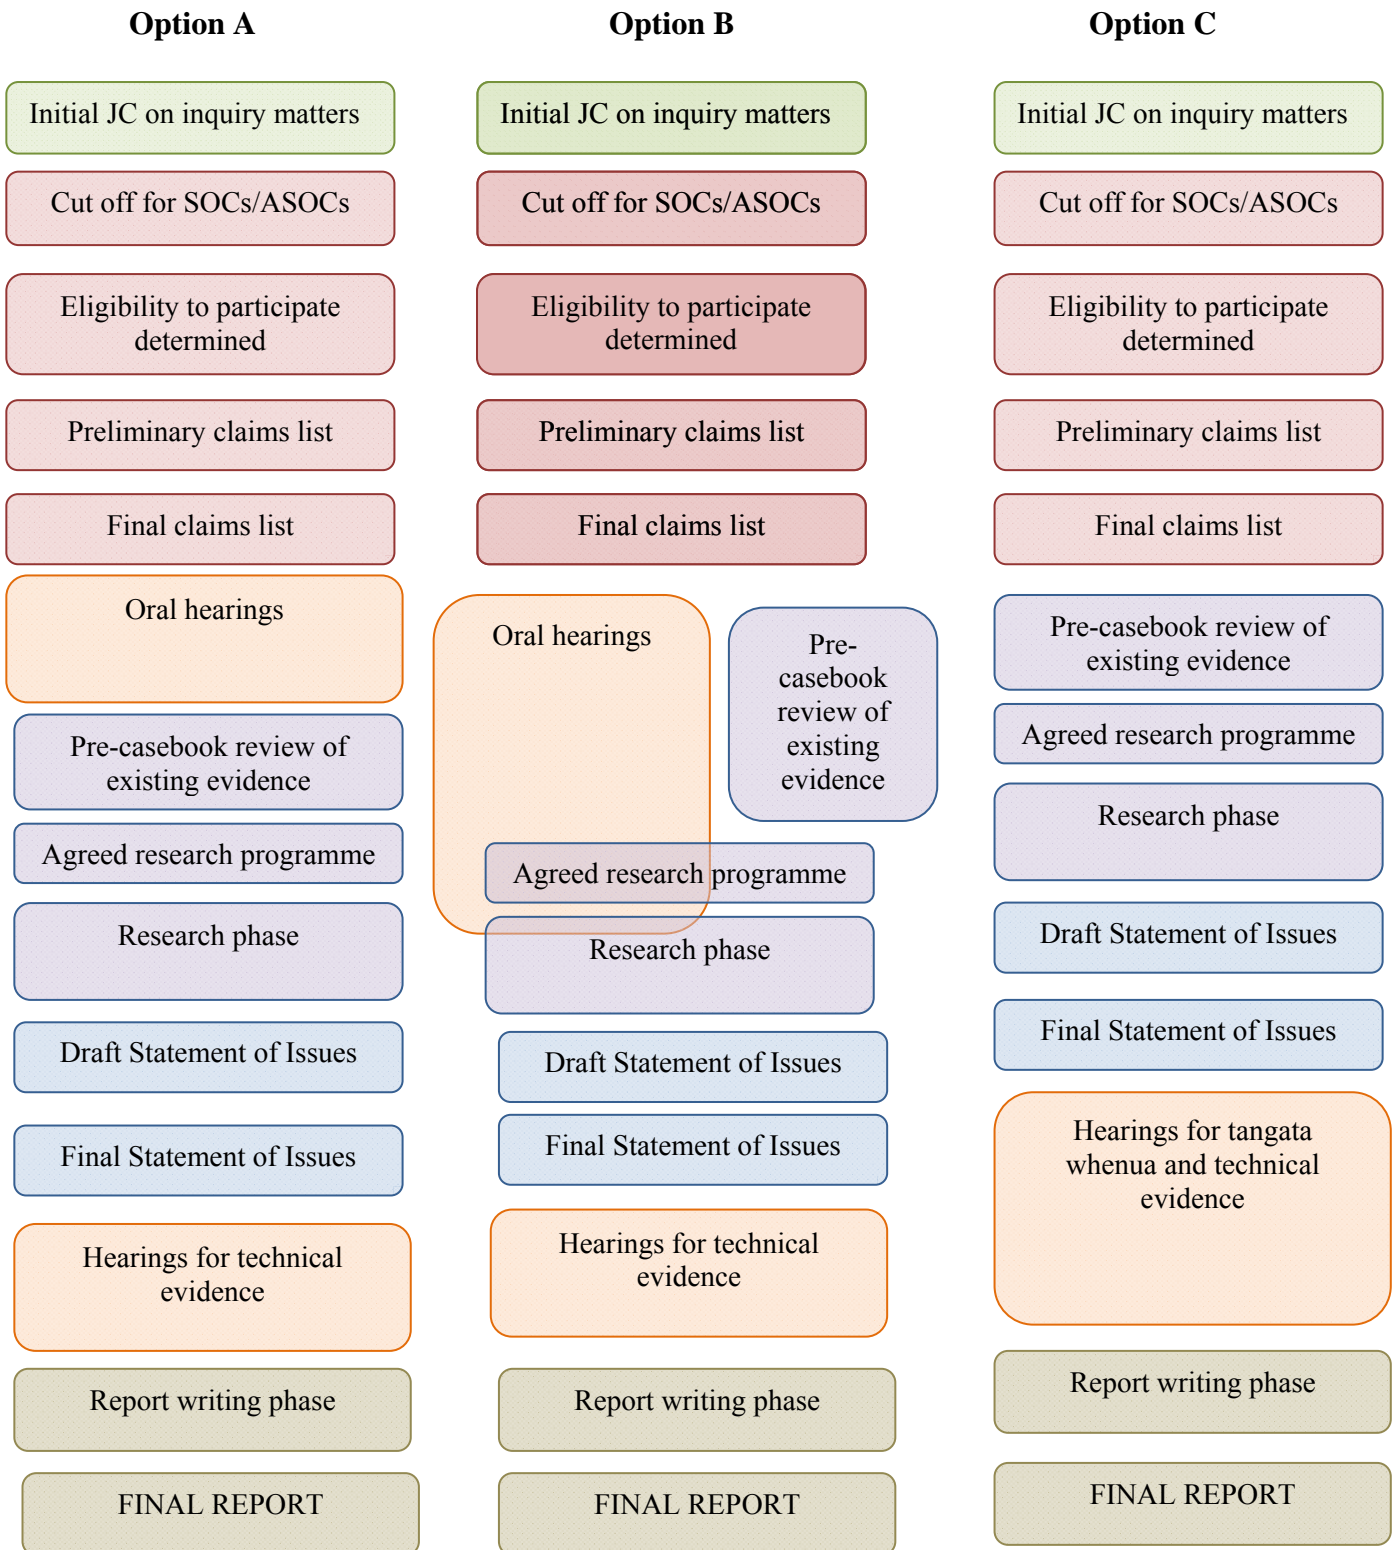 Option A
Initial JC on inquiry matters
Cut off for SOCs/ASOCs
Eligibility to participate
determined
Preliminary claims list
Final claims list
Oral hearings
Pre-casebook review of
existing evidence
Agreed research programme
Research phase
Draft Statement of Issues
Final Statement of Issues
Hearings for technical
evidence
Report writing phase
FINAL REPORT
Option B
Initial JC on inquiry matters
Cut off for SOCs/ASOCs
Eligibility to participate
determined
Preliminary claims list
Final claims list
Oral hearings
Pre-
casebook
review of
existing
evidence
Agreed research programme
Research phase
Draft Statement of Issues
Final Statement of Issues
Hearings for technical
evidence
Report writing phase
FINAL REPORT
Option C
Initial JC on inquiry matters
Cut off for SOCs/ASOCs
Eligibility to participate
determined
Preliminary claims list
Final claims list
Pre-casebook review of
existing evidence
Agreed research programme
Research phase
Draft Statement of Issues
Final Statement of Issues
Hearings for tangata
whenua and technical
evidence
Report writing phase
FINAL REPORT